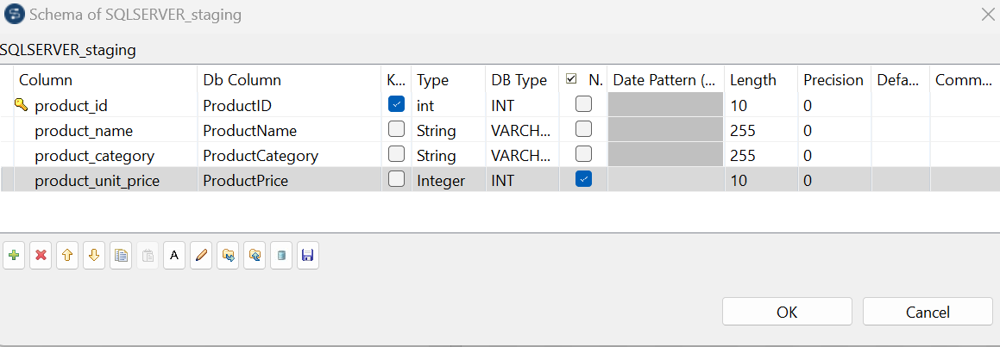 Schema of SQLSERVER_staging
SQLSERVER_staging
Column Db Column K... Type DB Type N. Date Pattern (... Length Precision Defa... Comm...
product_id ProductID int INT 10 0
product_name ProductName String VARCH... 255 0
product_category ProductCategory String VARCH... 255 0
product_unit_price ProductPrice Integer INT 10 0
A
OK Cancel